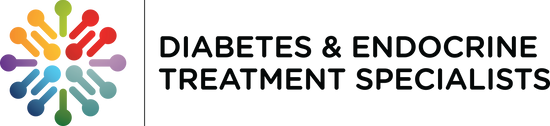 DIABETES & ENDOCRINE
TREATMENT SPECIALISTS